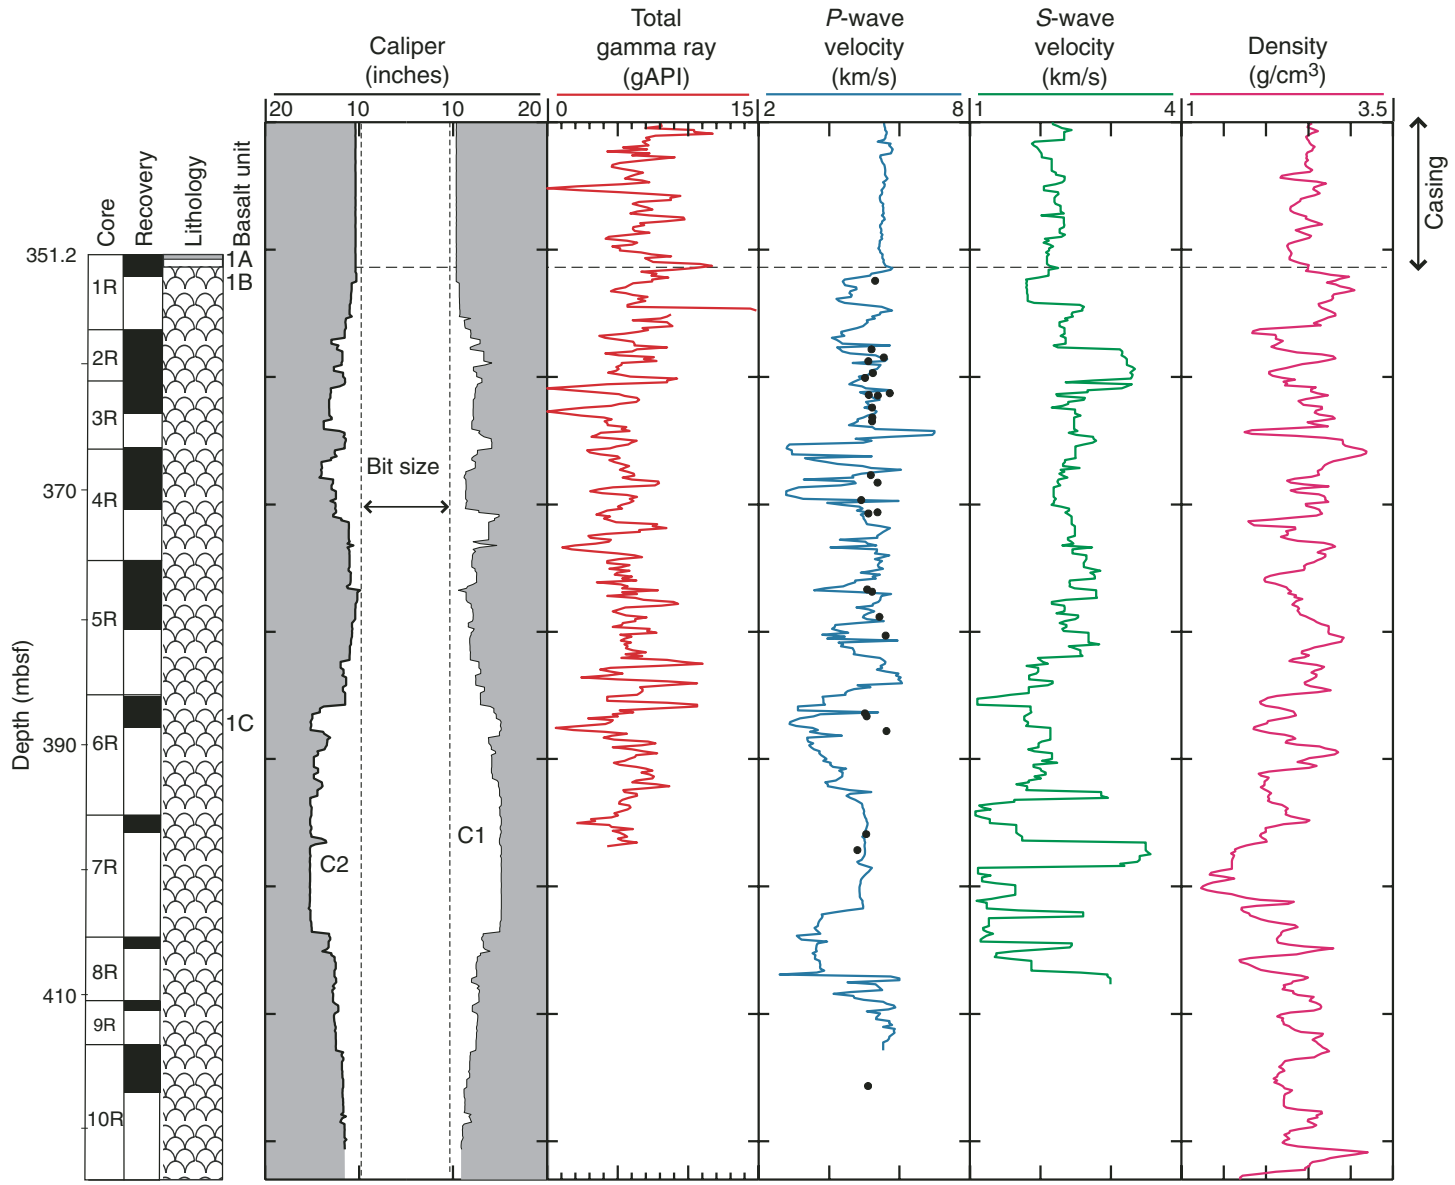 Caliper
(inches)
Total
gamma ray
(gAPI)
P-wave
velocity
(km/s)
S-wave
velocity
(km/s)
Density
(g/cm3)
20 10 10 20
0 15
2 8
1 4
1 3.5
Core
Recovery
Lithology
Basalt unit
Casing
Depth (mbsf)
351.2
370
390
410
1R
2R
3R
4R
5R
6R
7R
8R
9R
10R
1A
1B
1C
Bit size
C1
C2